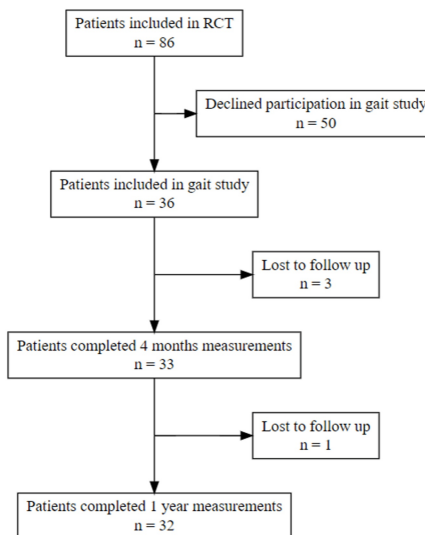 Patients included in RCT
n = 86
Declined participation in gait study
n = 50
Patients included in gait study
n = 36
Lost to follow up
n = 3
Patients completed 4 months measurements
n = 33
Lost to follow up
n = 1
Patients completed 1 year measurements
n = 32